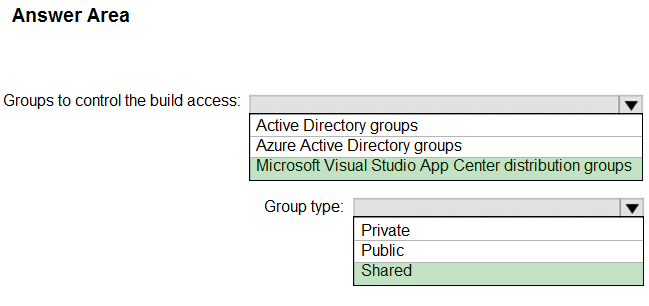 Answer Area
Groups to control the build access:
Active Directory groups
Azure Active Directory groups
Microsoft Visual Studio App Center distribution groups
Group type:
Private
Public
Shared